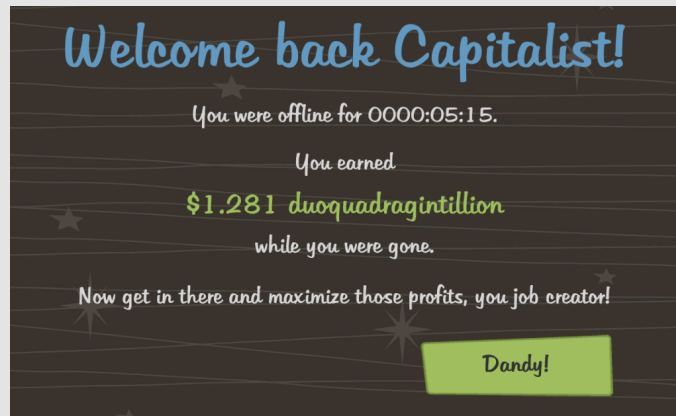 Welcome back Capitalist!
You were offline for 0000:05:15.
You earned
$1.281 duoquadragintillion
while you were gone.
Now get in there and maximize those profits, you job creator!
Dandy!